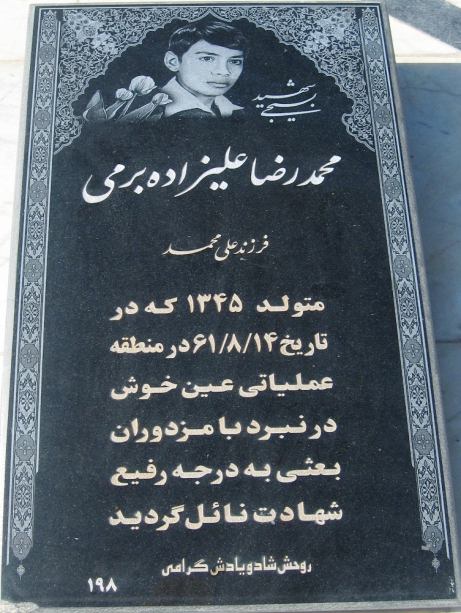 شهید
بسیجی
محمدرضا علیزاده برمی
فرزند علی محمد
متولد ۱۳۴۵ که در
تاریخ ۶۱/۸/۱۴ در منطقه
عملیاتی عین خوش
در نبرد با مزدوران
بعثی به درجه رفیع
شهادت نائل گردید
روحش شاد و یادش گرامی
۱۹۸